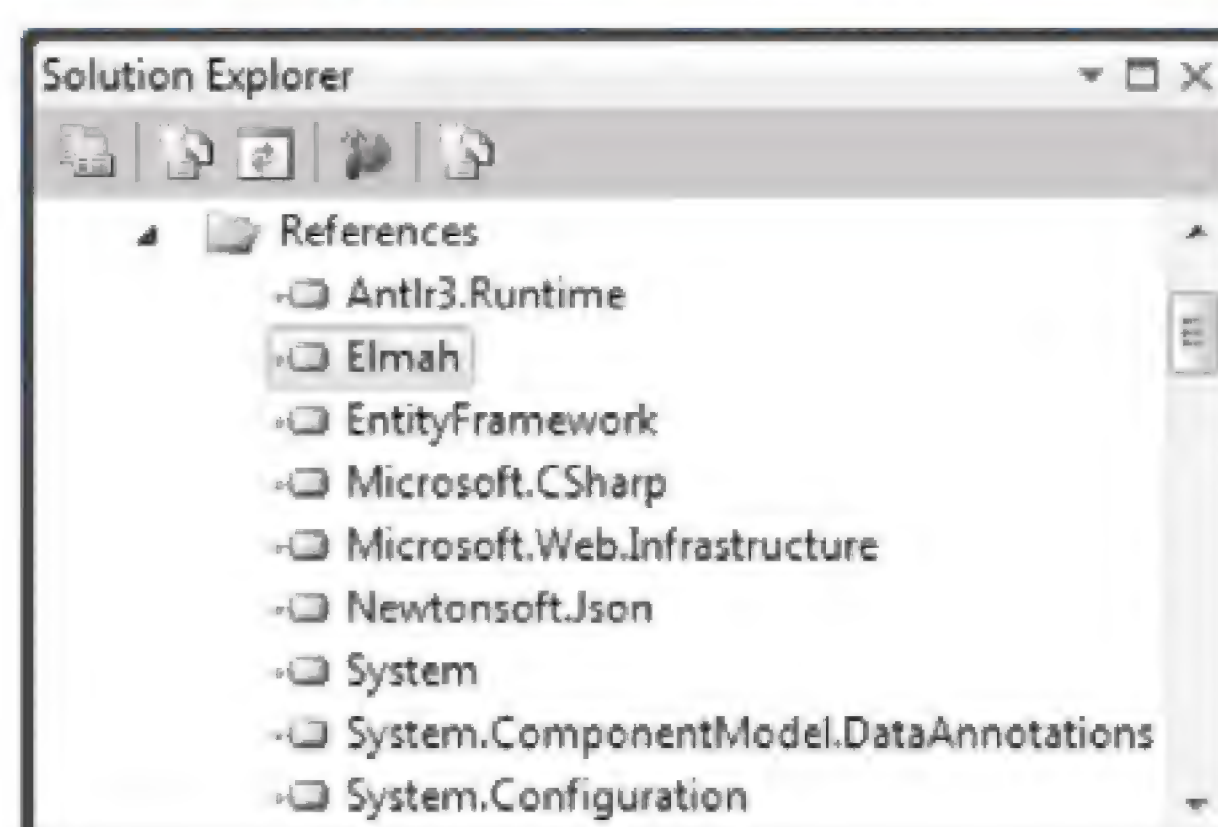 Solution Explorer
References
Antlr3.Runtime
Elmah
EntityFramework
Microsoft.CSharp
Microsoft.Web.Infrastructure
Newtonsoft.Json
System
System.ComponentModel.DataAnnotations
System.Configuration